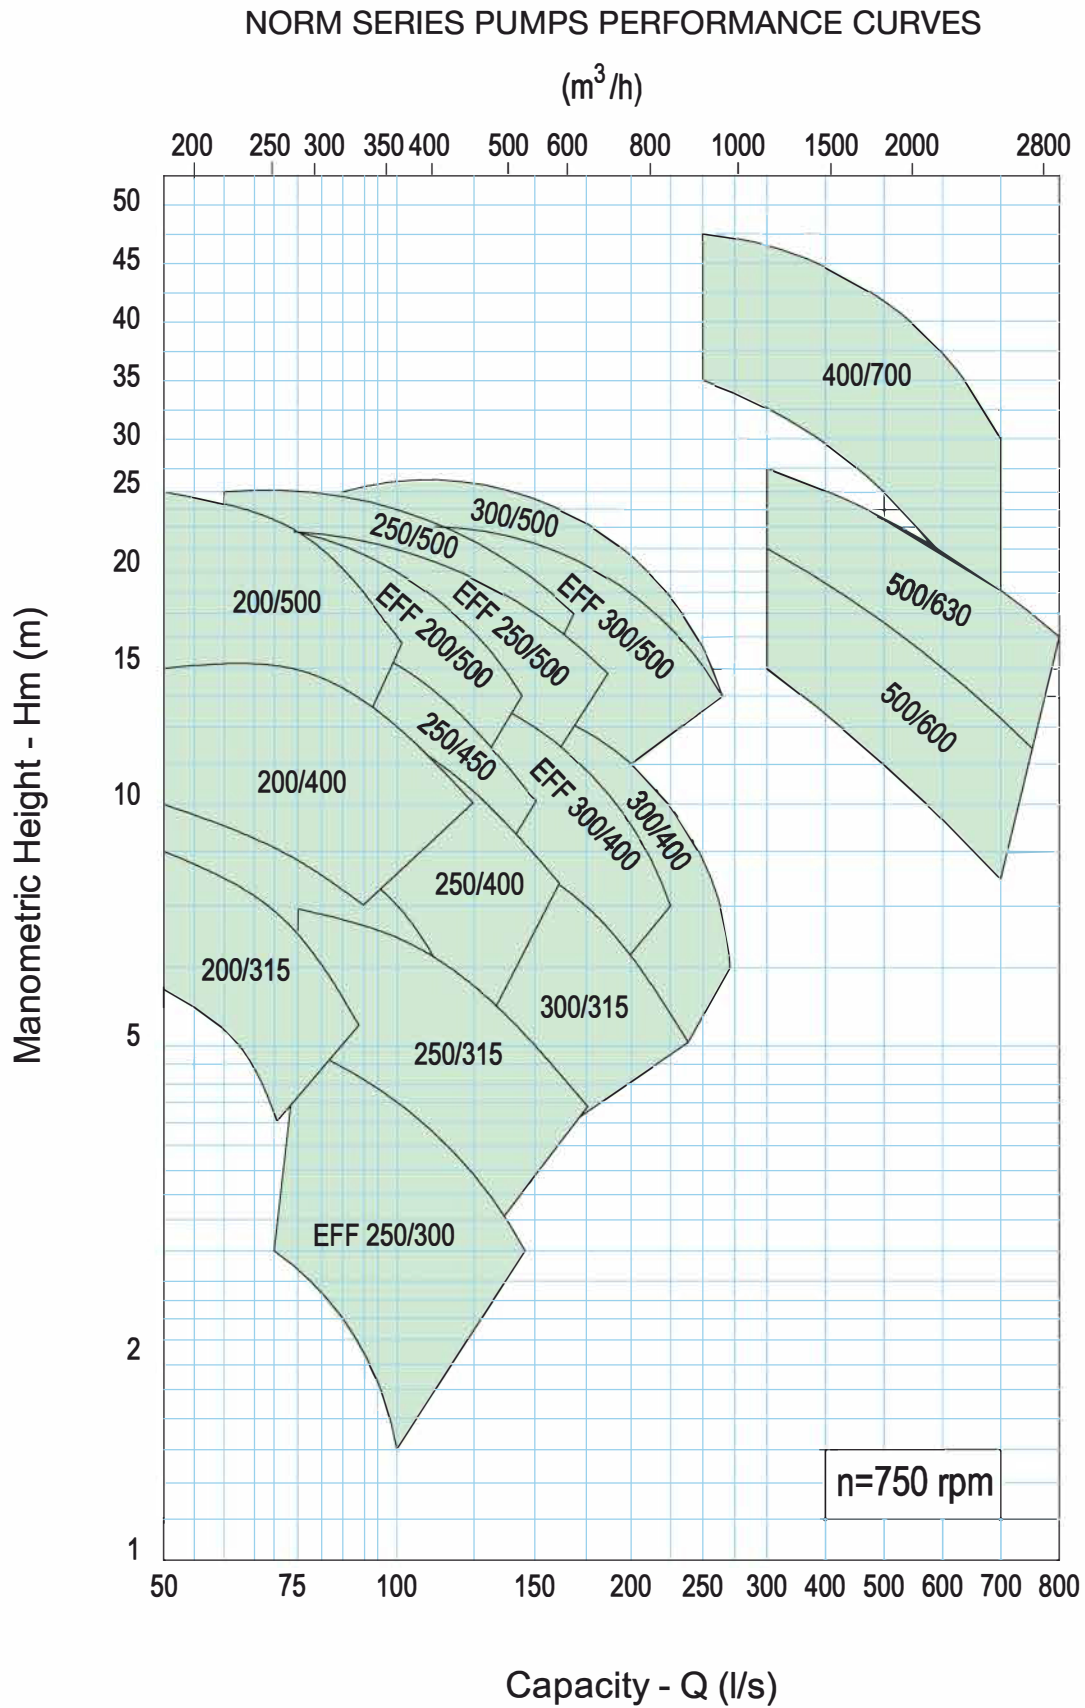 NORM SERIES PUMPS PERFORMANCE CURVES
(m³/h)
200 250 300 350 400 500 600 800 1000 1500 2000 2800
50
45
40
35
30
25
20
15
10
5
2
1
Manometric Height - Hm (m)
400/700
300/500
250/500
200/500
EFF 200/500
EFF 250/500
EFF 300/500
500/630
500/600
250/450
200/400
EFF 300/400
300/400
250/400
200/315
300/315
250/315
EFF 250/300
n=750 rpm
50 75 100 150 200 250 300 400 500 600 700 800
Capacity - Q (l/s)